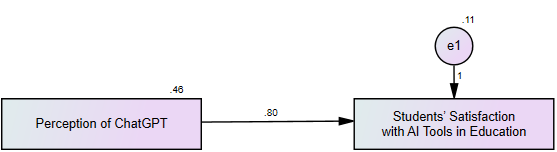 .11
e1
1
.46
Perception of ChatGPT
.80
Students’ Satisfaction
with AI Tools in Education